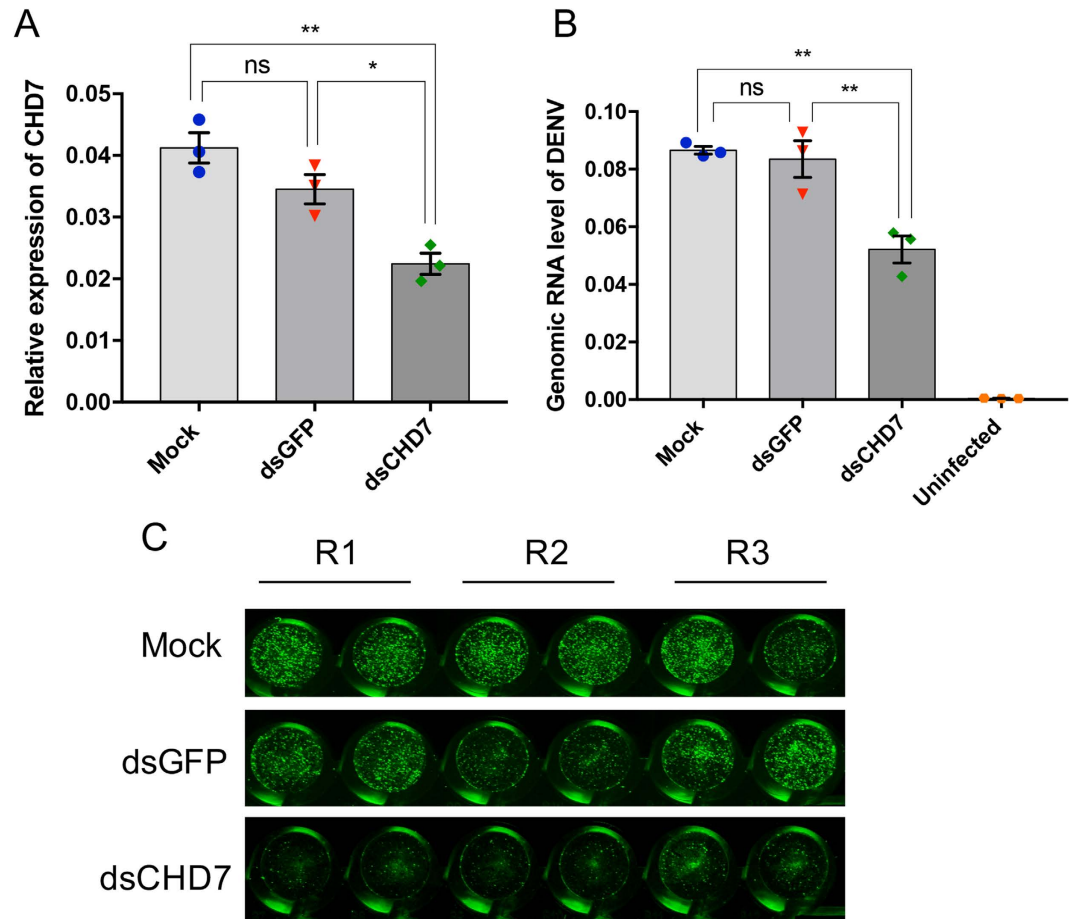 A
**
ns
*
Relative expression of CHD7
0.05
0.04
0.03
0.02
0.01
0.00
Mock
dsGFP
dsCHD7
B
**
ns
**
Genomic RNA level of DENV
0.10
0.08
0.06
0.04
0.02
0.00
Mock
dsGFP
dsCHD7
Uninfected
C
R1 R2 R3
Mock
dsGFP
dsCHD7